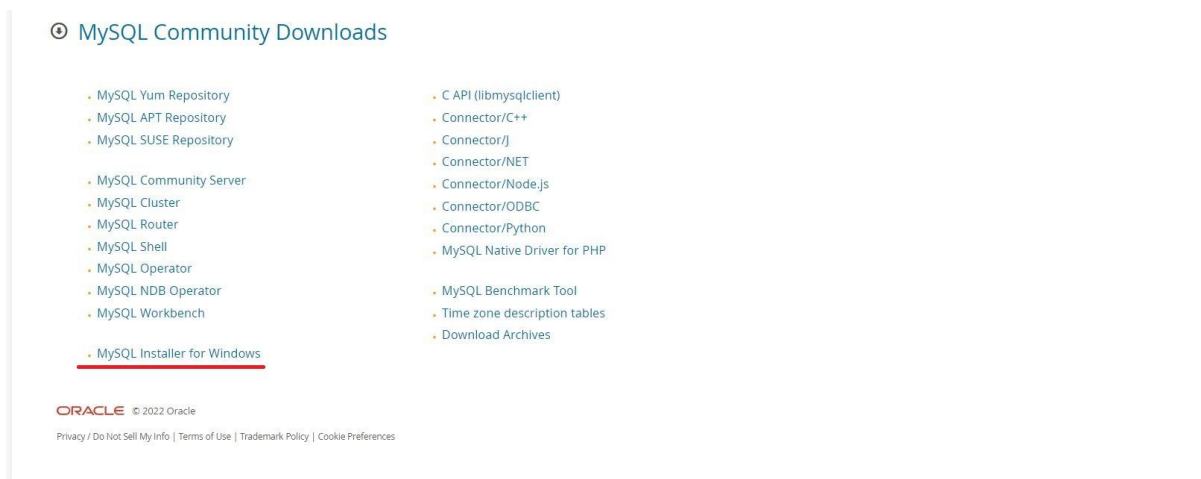 MySQL Community Downloads
MySQL Yum Repository
MySQL APT Repository
MySQL SUSE Repository
MySQL Community Server
MySQL Cluster
MySQL Router
MySQL Shell
MySQL Operator
MySQL NDB Operator
MySQL Workbench
MySQL Installer for Windows
C API (libmysqlclient)
Connector/C++
Connector/J
Connector/NET
Connector/Node.js
Connector/ODBC
Connector/Python
MySQL Native Driver for PHP
MySQL Benchmark Tool
Time zone description tables
Download Archives
ORACLE © 2022 Oracle
Privacy / Do Not Sell My Info | Terms of Use | Trademark Policy | Cookie Preferences